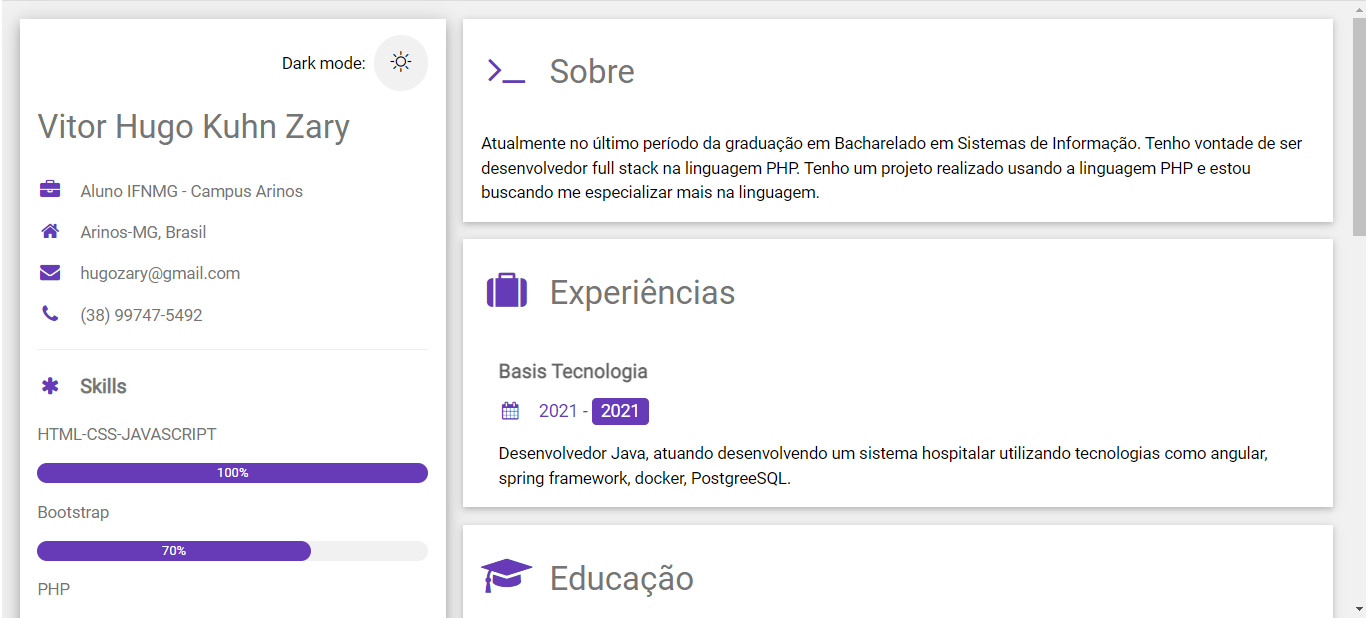 Dark mode:
Vitor Hugo Kuhn Zary
Aluno IFNMG - Campus Arinos
Arinos-MG, Brasil
hugozary@gmail.com
(38) 99747-5492
Skills
HTML-CSS-JAVASCRIPT
100%
Bootstrap
70%
PHP
Sobre
Atualmente no último período da graduação em Bacharelado em Sistemas de Informação. Tenho vontade de ser
desenvolvedor full stack na linguagem PHP. Tenho um projeto realizado usando a linguagem PHP e estou
buscando me especializar mais na linguagem.
Experiências
Basis Tecnologia
2021 - 2021
Desenvolvedor Java, atuando desenvolvendo um sistema hospitalar utilizando tecnologias como angular,
spring framework, docker, PostgreeSQL.
Educação